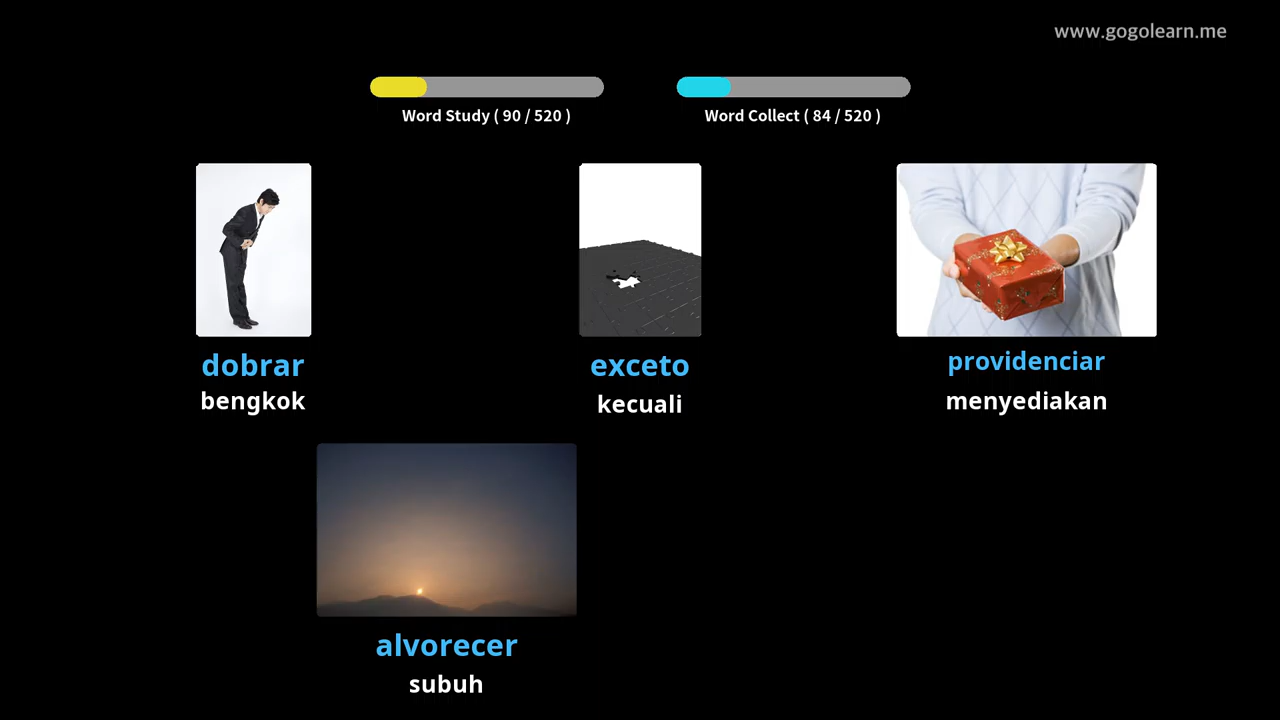 www.gogolearn.me
Word Study ( 90 / 520 )
Word Collect ( 84 / 520 )
dobrar
bengkok
exceto
kecuali
providenciar
menyediakan
alvorecer
subuh